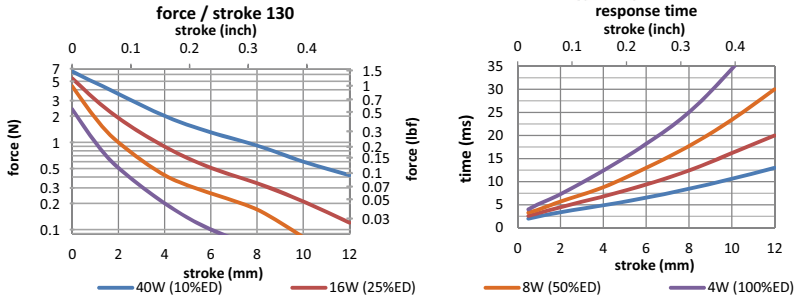 force / stroke 130
stroke (inch)
0 0.1 0.2 0.3 0.4
7
5
3
2
1
0.5
0.3
0.2
0.1
force (N)
1.5
1
0.7
0.5
0.3
0.2
0.15
0.1
0.07
0.05
0.03
force (lbf)
0 2 4 6 8 10 12
stroke (mm)
response time
stroke (inch)
0 0.1 0.2 0.3 0.4
35
30
25
20
15
10
5
0
time (ms)
0 2 4 6 8 10 12
stroke (mm)
40W (10%ED) 16W (25%ED) 8W (50%ED) 4W (100%ED)